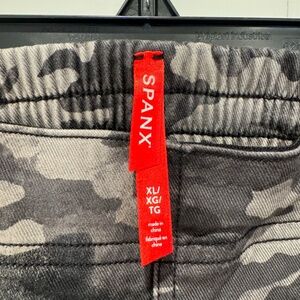 SPANX
XL/
XG/
TG
made in
china
fabriqué en
chine